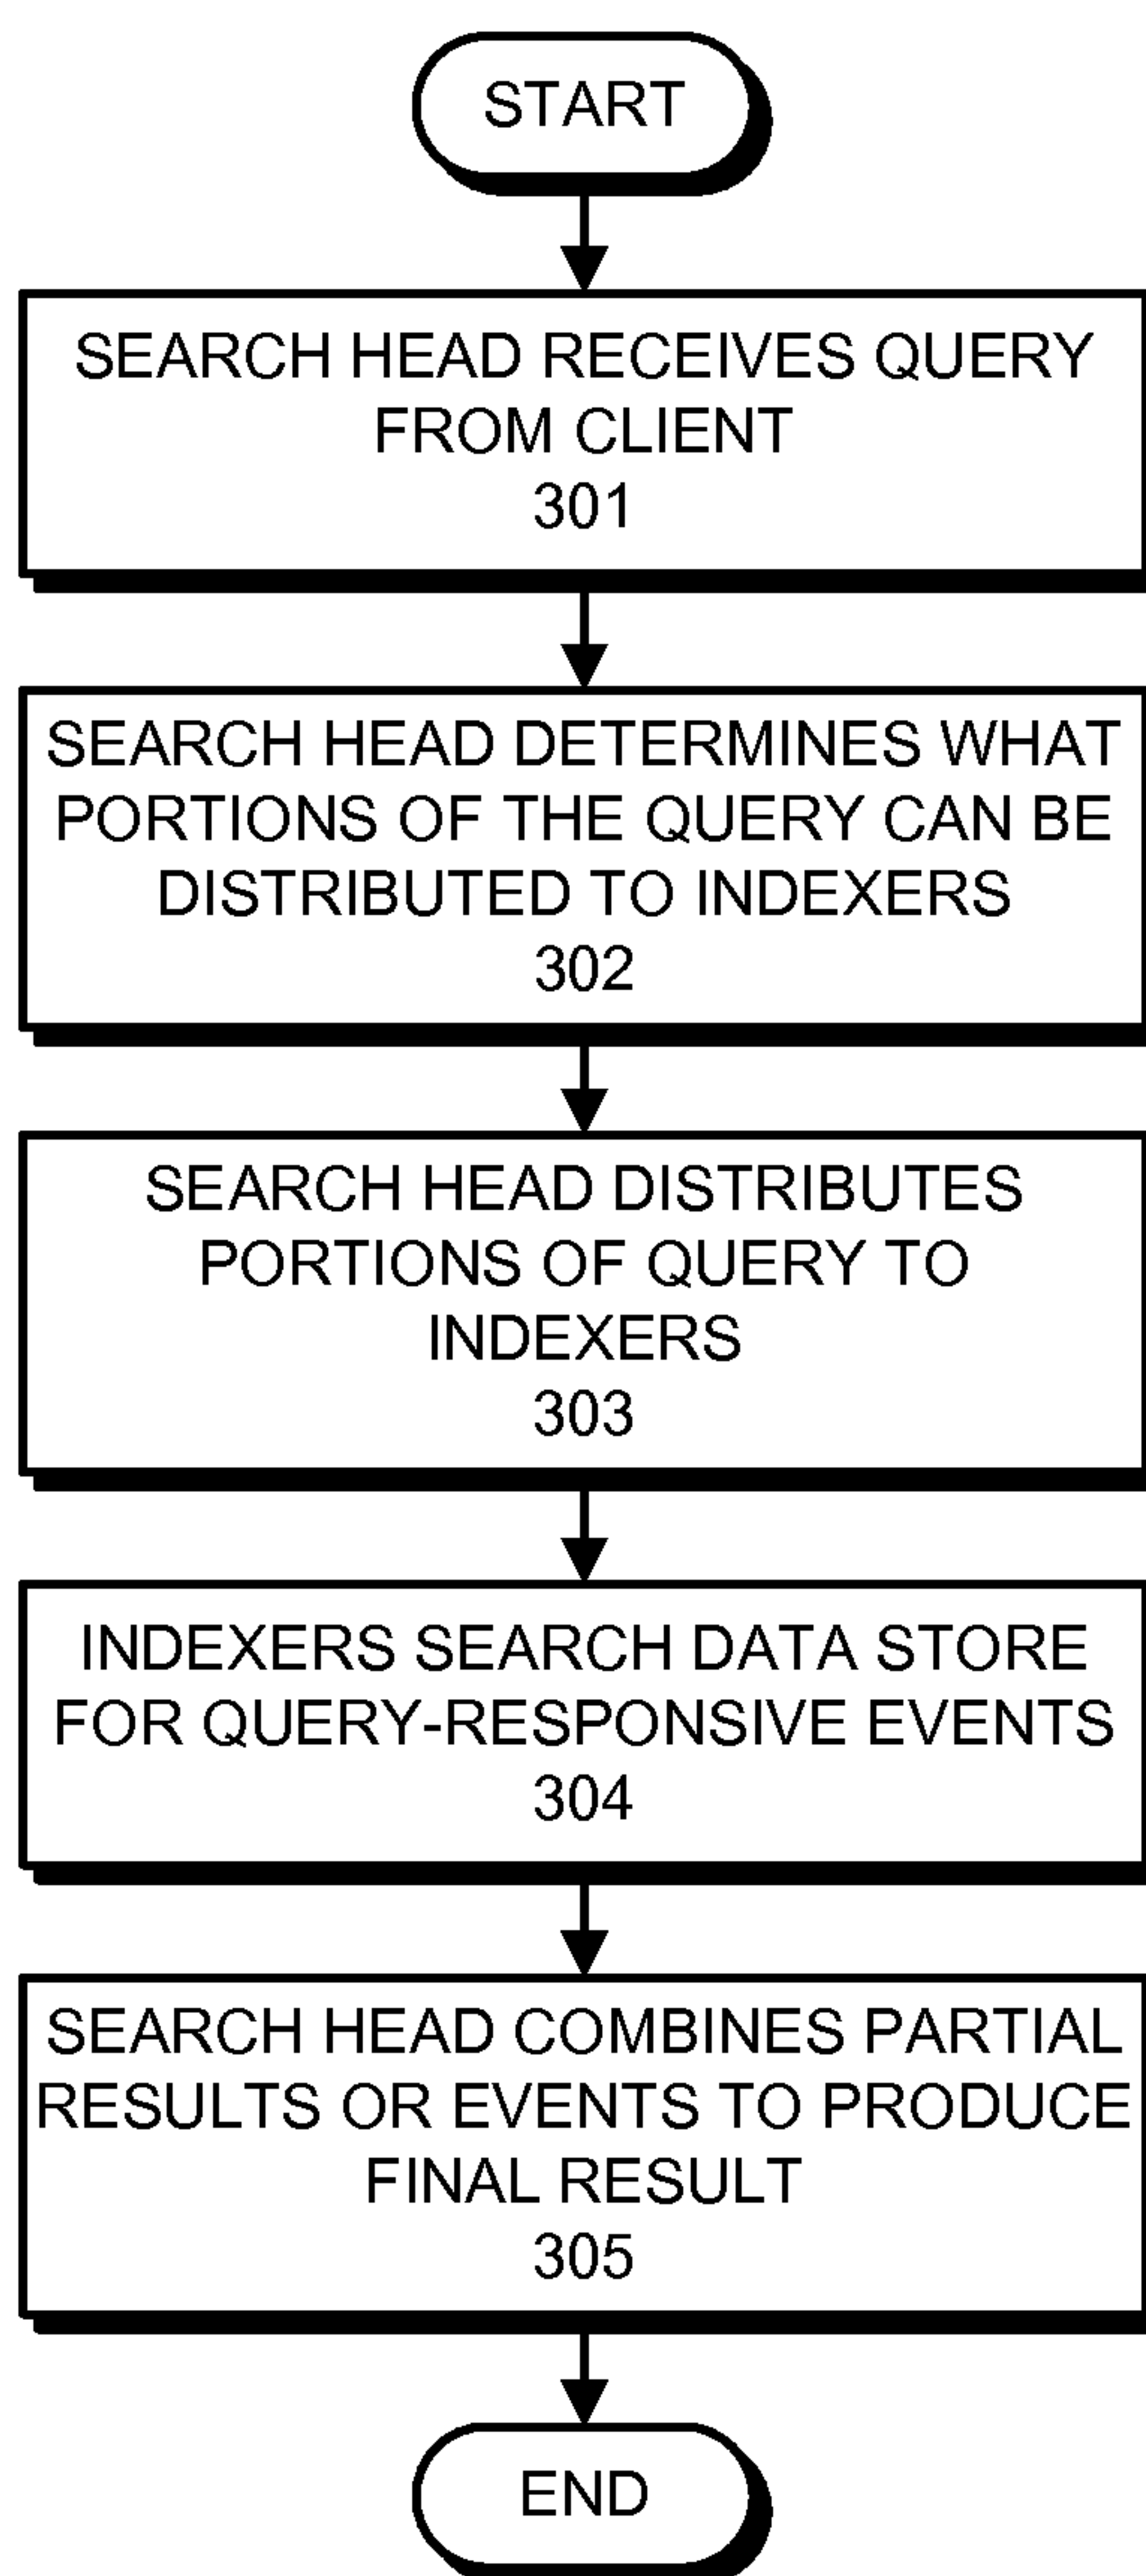 START
SEARCH HEAD RECEIVES QUERY
FROM CLIENT
301
SEARCH HEAD DETERMINES WHAT
PORTIONS OF THE QUERY CAN BE
DISTRIBUTED TO INDEXERS
302
SEARCH HEAD DISTRIBUTES
PORTIONS OF QUERY TO
INDEXERS
303
INDEXERS SEARCH DATA STORE
FOR QUERY-RESPONSIVE EVENTS
304
SEARCH HEAD COMBINES PARTIAL
RESULTS OR EVENTS TO PRODUCE
FINAL RESULT
305
END